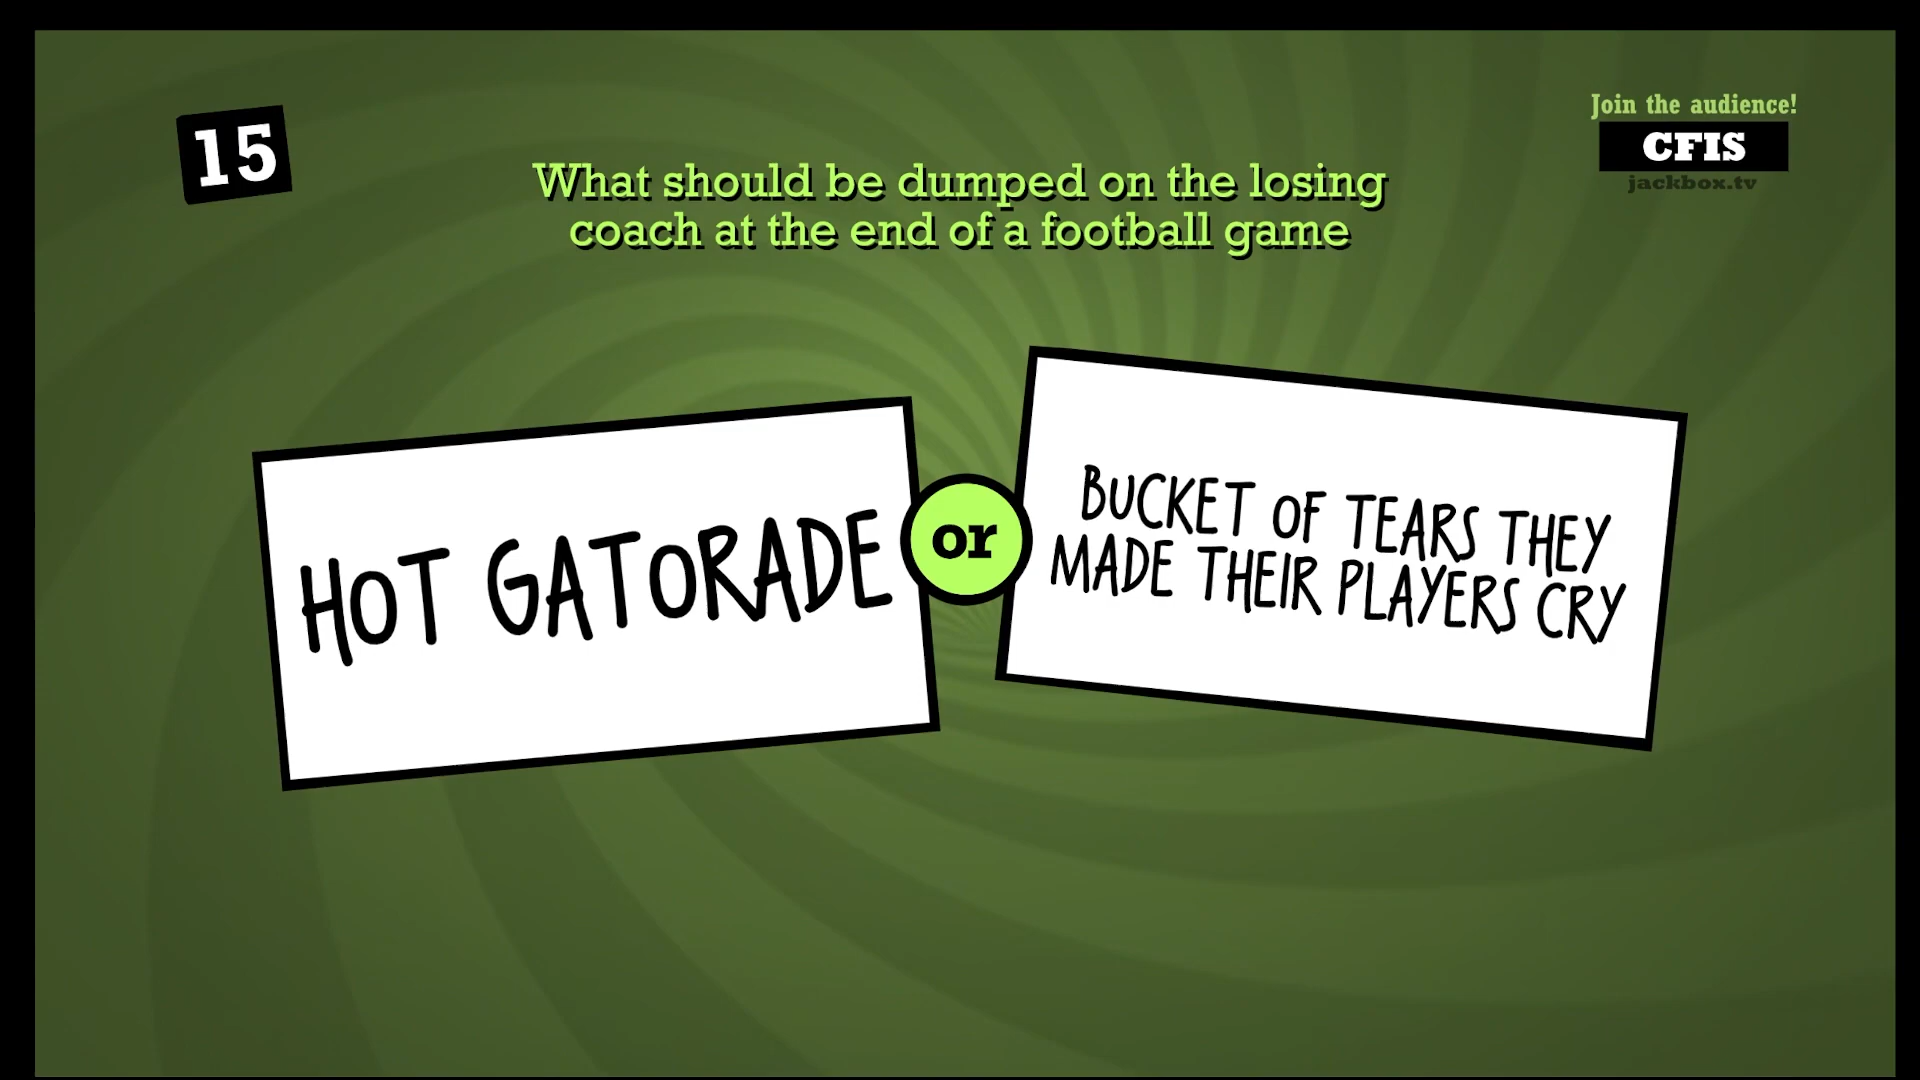 15
Join the audience!
CFIS
jackbox.tv
What should be dumped on the losing
coach at the end of a football game
HOT GATORADE
or
BUCKET OF TEARS THEY
MADE THEIR PLAYERS CRY